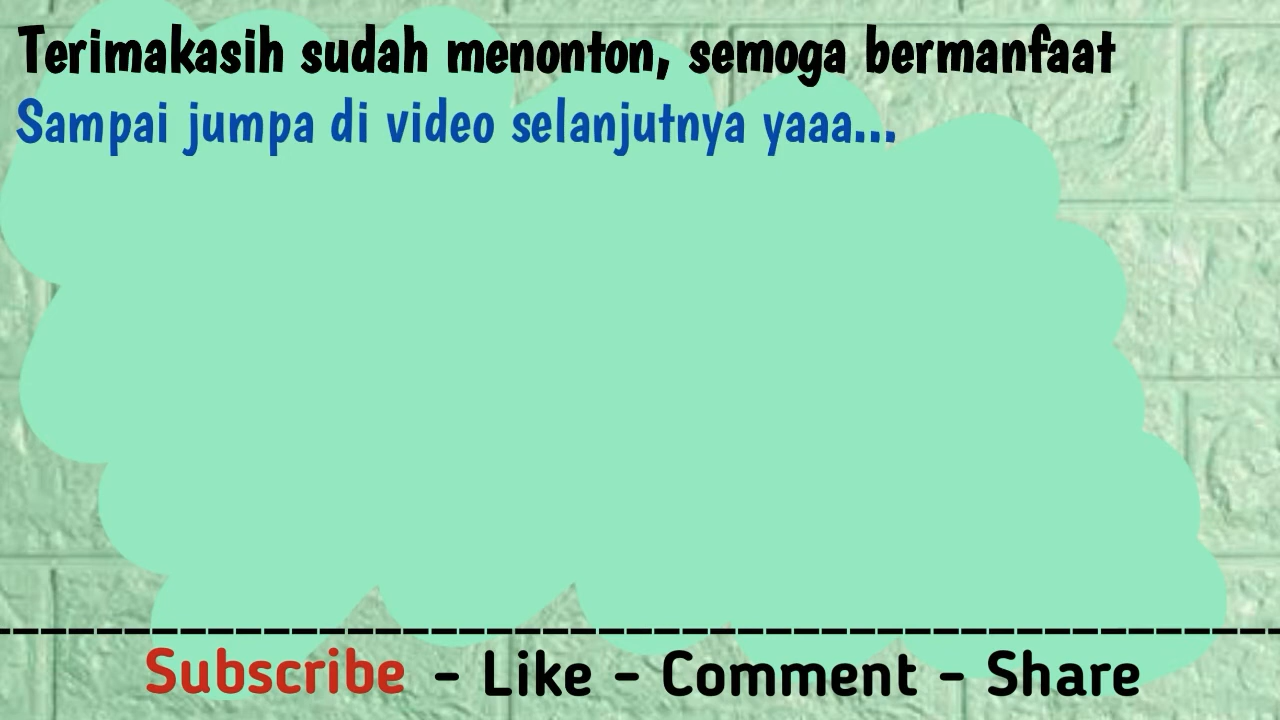 Terimakasih sudah menonton, semoga bermanfaat
Sampai jumpa di video selanjutnya yaaa...
Subscribe - Like - Comment - Share